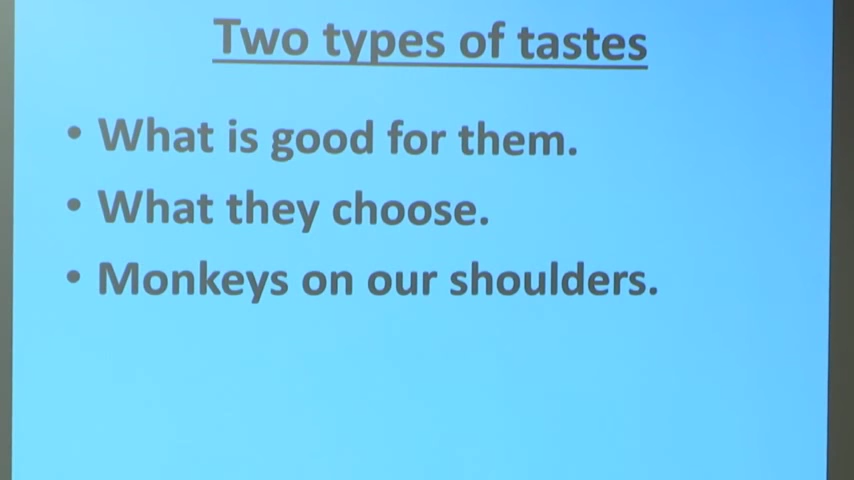 Two types of tastes
• What is good for them.
• What they choose.
• Monkeys on our shoulders.